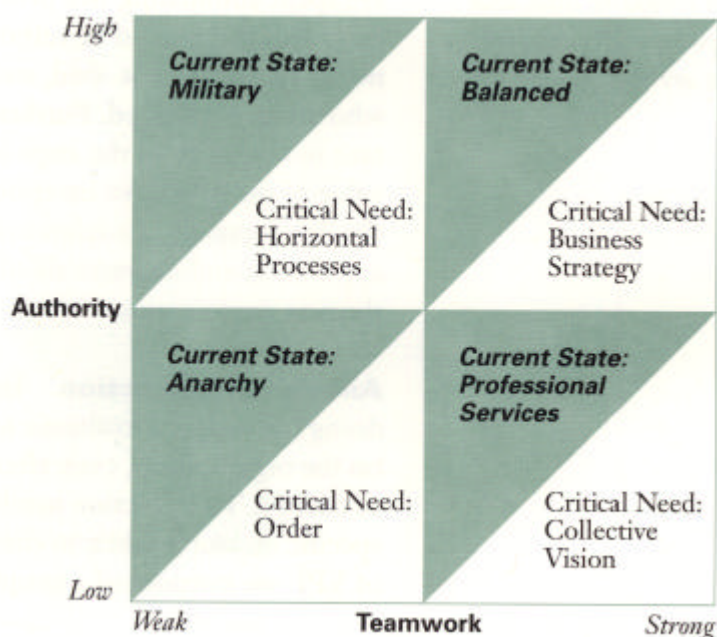 High
Current State:
Military
Current State:
Balanced
Critical Need:
Horizontal
Processes
Critical Need:
Business
Strategy
Authority
Current State:
Anarchy
Current State:
Professional
Services
Critical Need:
Order
Critical Need:
Collective
Vision
Low
Weak
Teamwork
Strong